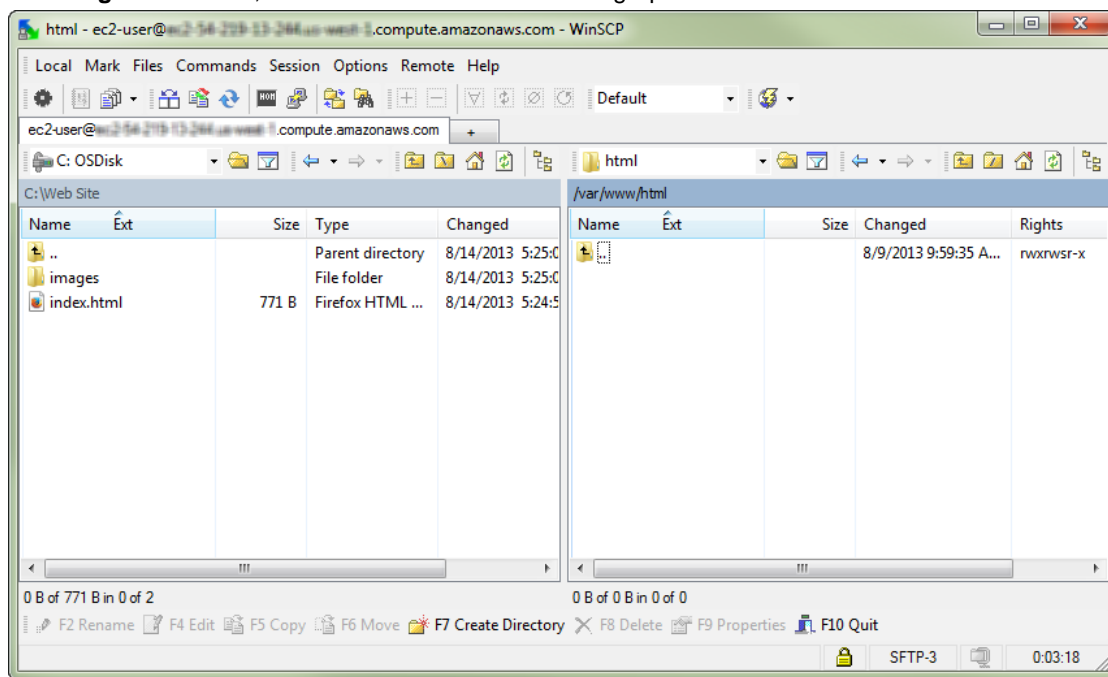 html - ec2-user@ .compute.amazonaws.com - WinSCP
Local Mark Files Commands Session Options Remote Help
Default
ec2-user@ .compute.amazonaws.com +
C: OSDisk html
C:\Web Site /var/www/html
Name Ext Size Type Changed Name Ext Size Changed Rights
.. Parent directory 8/14/2013 5:25:0 .. 8/9/2013 9:59:35 A... rwxrwsr-x
images File folder 8/14/2013 5:25:0
index.html 771 B Firefox HTML ... 8/14/2013 5:24:5
0 B of 771 B in 0 of 2 0 B of 0 B in 0 of 0
F2 Rename F4 Edit F5 Copy F6 Move F7 Create Directory F8 Delete F9 Properties F10 Quit
SFTP-3 0:03:18